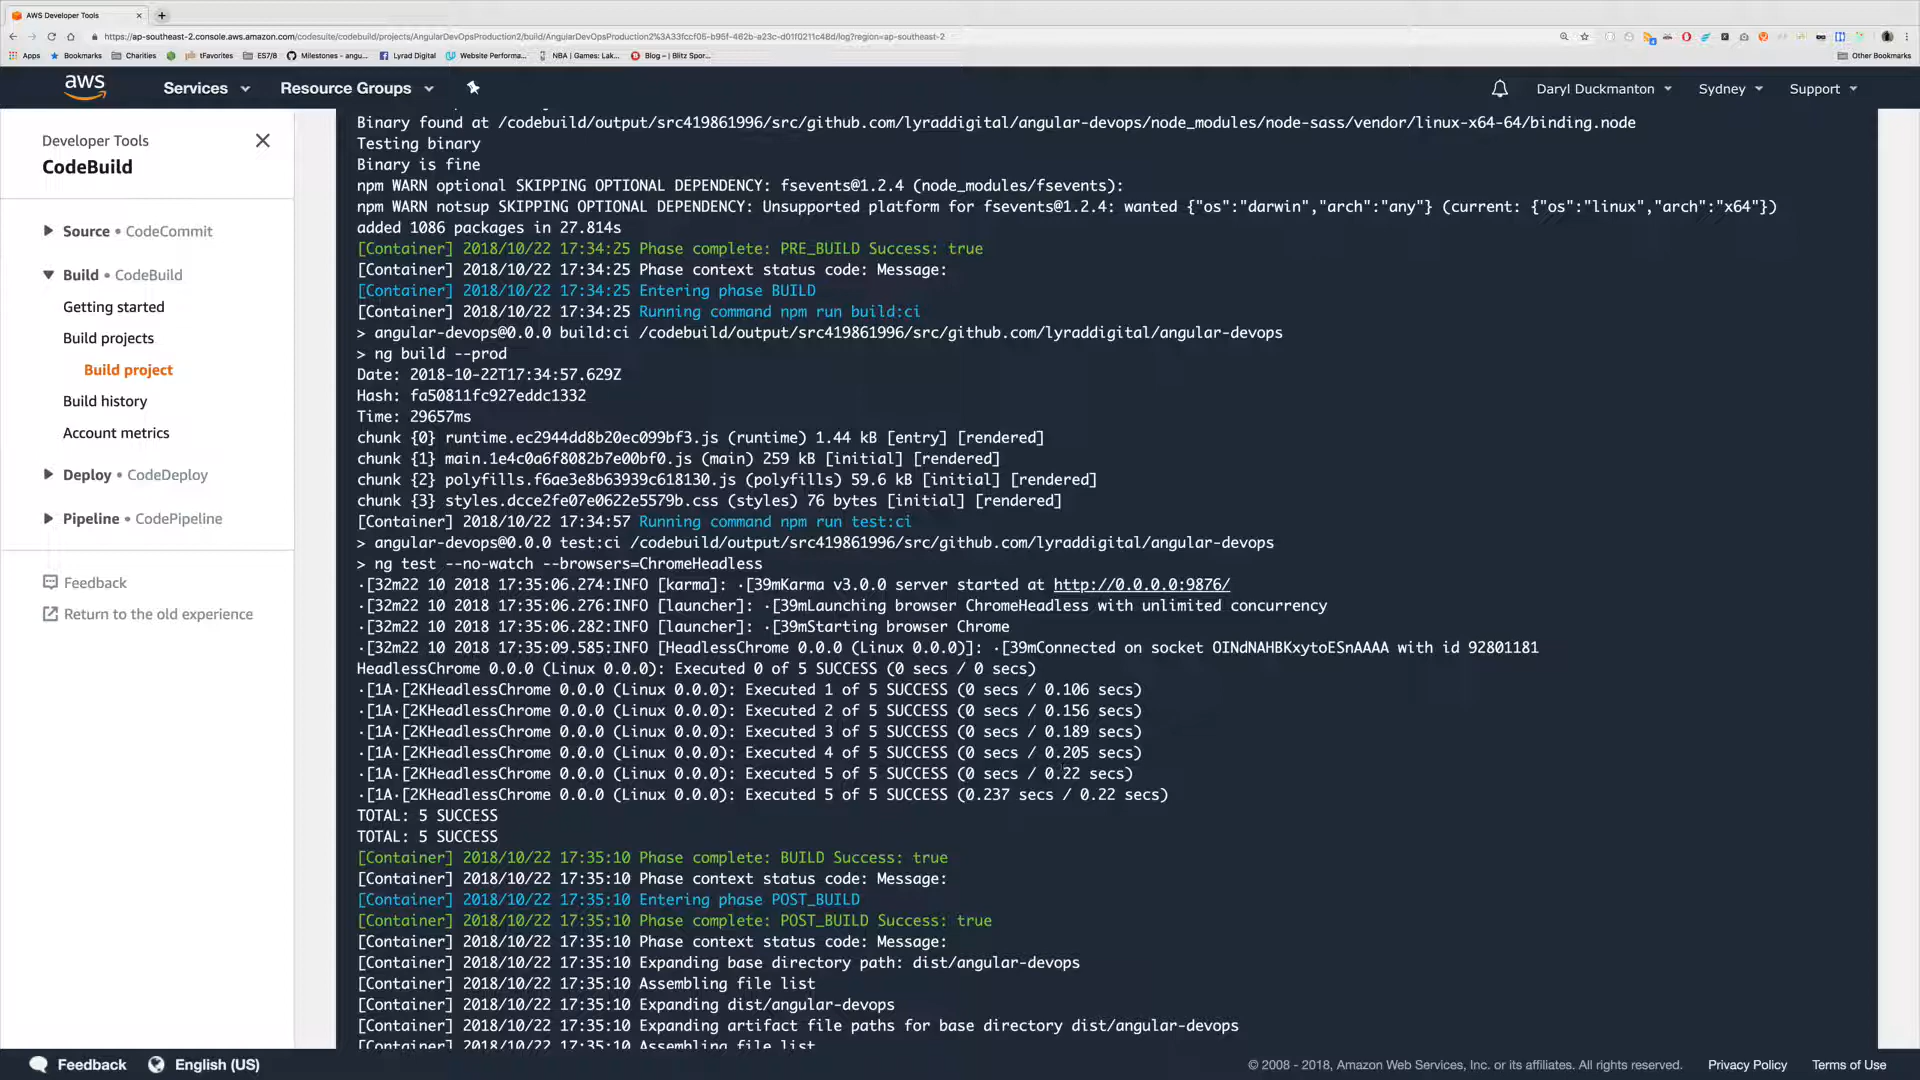 AWS Developer Tools
https://ap-southeast-2.console.aws.amazon.com/codesuite/codebuild/projects/AngularDevOpsProduction2/build/AngularDevOpsProduction2%3A33fccf05-b95f-462b-a23c-d01f0211c48d/log?region=ap-southeast-2
Apps Bookmarks Charities tFavorites ES7/8 Milestones - angu... Lyrad Digital Website Performa... NBA | Games: Lak... Blog – | Blitz Spor... Other Bookmarks
aws Services Resource Groups Daryl Duckmanton Sydney Support
Developer Tools
CodeBuild
Source • CodeCommit
Build • CodeBuild
Getting started
Build projects
Build project
Build history
Account metrics
Deploy • CodeDeploy
Pipeline • CodePipeline
Feedback
Return to the old experience
Binary found at /codebuild/output/src419861996/src/github.com/lyraddigital/angular-devops/node_modules/node-sass/vendor/linux-x64-64/binding.node
Testing binary
Binary is fine
npm WARN optional SKIPPING OPTIONAL DEPENDENCY: fsevents@1.2.4 (node_modules/fsevents):
npm WARN notsup SKIPPING OPTIONAL DEPENDENCY: Unsupported platform for fsevents@1.2.4: wanted {"os":"darwin","arch":"any"} (current: {"os":"linux","arch":"x64"})
added 1086 packages in 27.814s
[Container] 2018/10/22 17:34:25 Phase complete: PRE_BUILD Success: true
[Container] 2018/10/22 17:34:25 Phase context status code: Message:
[Container] 2018/10/22 17:34:25 Entering phase BUILD
[Container] 2018/10/22 17:34:25 Running command npm run build:ci
> angular-devops@0.0.0 build:ci /codebuild/output/src419861996/src/github.com/lyraddigital/angular-devops
> ng build --prod
Date: 2018-10-22T17:34:57.629Z
Hash: fa50811fc927eddc1332
Time: 29657ms
chunk {0} runtime.ec2944dd8b20ec099bf3.js (runtime) 1.44 kB [entry] [rendered]
chunk {1} main.1e4c0a6f8082b7e00bf0.js (main) 259 kB [initial] [rendered]
chunk {2} polyfills.f6ae3e8b63939c618130.js (polyfills) 59.6 kB [initial] [rendered]
chunk {3} styles.dcce2fe07e0622e5579b.css (styles) 76 bytes [initial] [rendered]
[Container] 2018/10/22 17:34:57 Running command npm run test:ci
> angular-devops@0.0.0 test:ci /codebuild/output/src419861996/src/github.com/lyraddigital/angular-devops
> ng test --no-watch --browsers=ChromeHeadless
·[32m22 10 2018 17:35:06.274:INFO [karma]: ·[39mKarma v3.0.0 server started at http://0.0.0.0:9876/
·[32m22 10 2018 17:35:06.276:INFO [launcher]: ·[39mLaunching browser ChromeHeadless with unlimited concurrency
·[32m22 10 2018 17:35:06.282:INFO [launcher]: ·[39mStarting browser Chrome
·[32m22 10 2018 17:35:09.585:INFO [HeadlessChrome 0.0.0 (Linux 0.0.0)]: ·[39mConnected on socket OINdNAHBKxytoESnAAAA with id 92801181
HeadlessChrome 0.0.0 (Linux 0.0.0): Executed 0 of 5 SUCCESS (0 secs / 0 secs)
·[1A·[2KHeadlessChrome 0.0.0 (Linux 0.0.0): Executed 1 of 5 SUCCESS (0 secs / 0.106 secs)
·[1A·[2KHeadlessChrome 0.0.0 (Linux 0.0.0): Executed 2 of 5 SUCCESS (0 secs / 0.156 secs)
·[1A·[2KHeadlessChrome 0.0.0 (Linux 0.0.0): Executed 3 of 5 SUCCESS (0 secs / 0.189 secs)
·[1A·[2KHeadlessChrome 0.0.0 (Linux 0.0.0): Executed 4 of 5 SUCCESS (0 secs / 0.205 secs)
·[1A·[2KHeadlessChrome 0.0.0 (Linux 0.0.0): Executed 5 of 5 SUCCESS (0 secs / 0.22 secs)
·[1A·[2KHeadlessChrome 0.0.0 (Linux 0.0.0): Executed 5 of 5 SUCCESS (0.237 secs / 0.22 secs)
TOTAL: 5 SUCCESS
TOTAL: 5 SUCCESS
[Container] 2018/10/22 17:35:10 Phase complete: BUILD Success: true
[Container] 2018/10/22 17:35:10 Phase context status code: Message:
[Container] 2018/10/22 17:35:10 Entering phase POST_BUILD
[Container] 2018/10/22 17:35:10 Phase complete: POST_BUILD Success: true
[Container] 2018/10/22 17:35:10 Phase context status code: Message:
[Container] 2018/10/22 17:35:10 Expanding base directory path: dist/angular-devops
[Container] 2018/10/22 17:35:10 Assembling file list
[Container] 2018/10/22 17:35:10 Expanding dist/angular-devops
[Container] 2018/10/22 17:35:10 Expanding artifact file paths for base directory dist/angular-devops
[Container] 2018/10/22 17:35:10 Assembling file list
Feedback English (US) © 2008 - 2018, Amazon Web Services, Inc. or its affiliates. All rights reserved. Privacy Policy Terms of Use